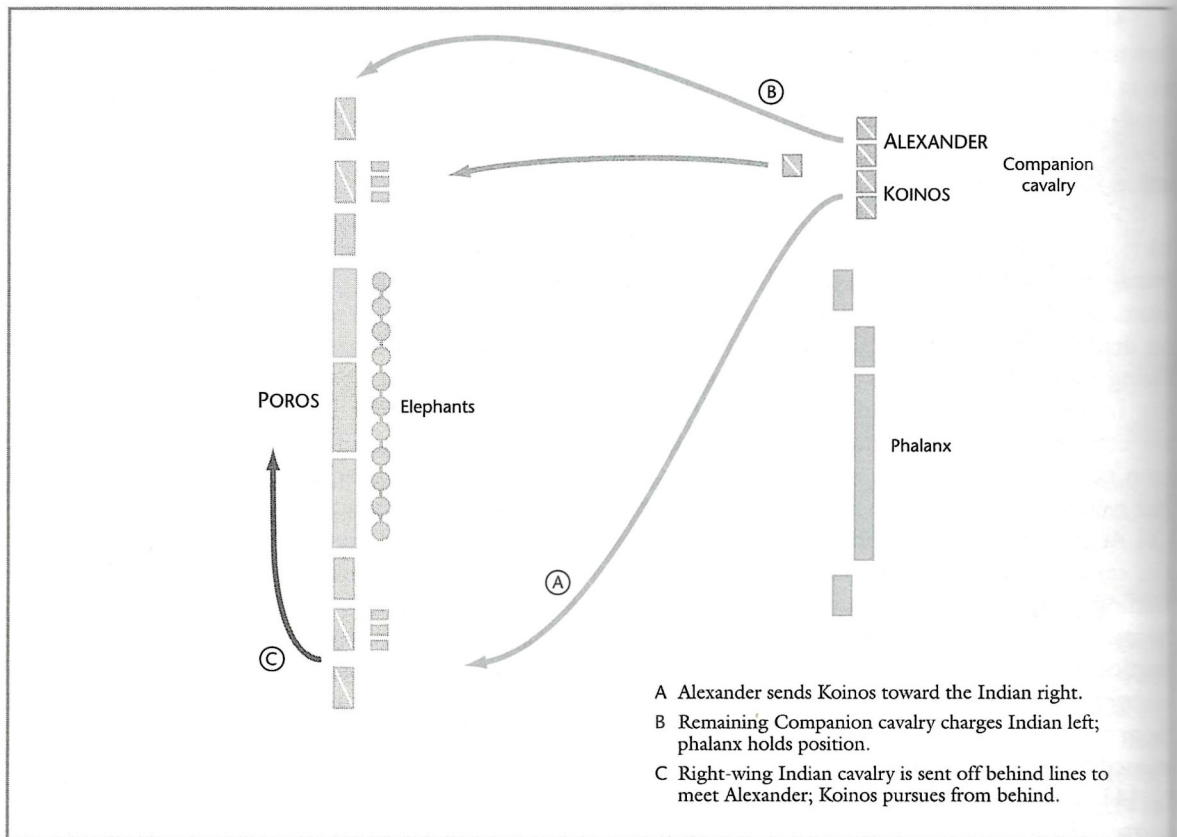 B
ALEXANDER
Companion
cavalry
KOINOS
POROS
Elephants
Phalanx
A
C
A Alexander sends Koinos toward the Indian right.
B Remaining Companion cavalry charges Indian left;
phalanx holds position.
C Right-wing Indian cavalry is sent off behind lines to
meet Alexander; Koinos pursues from behind.